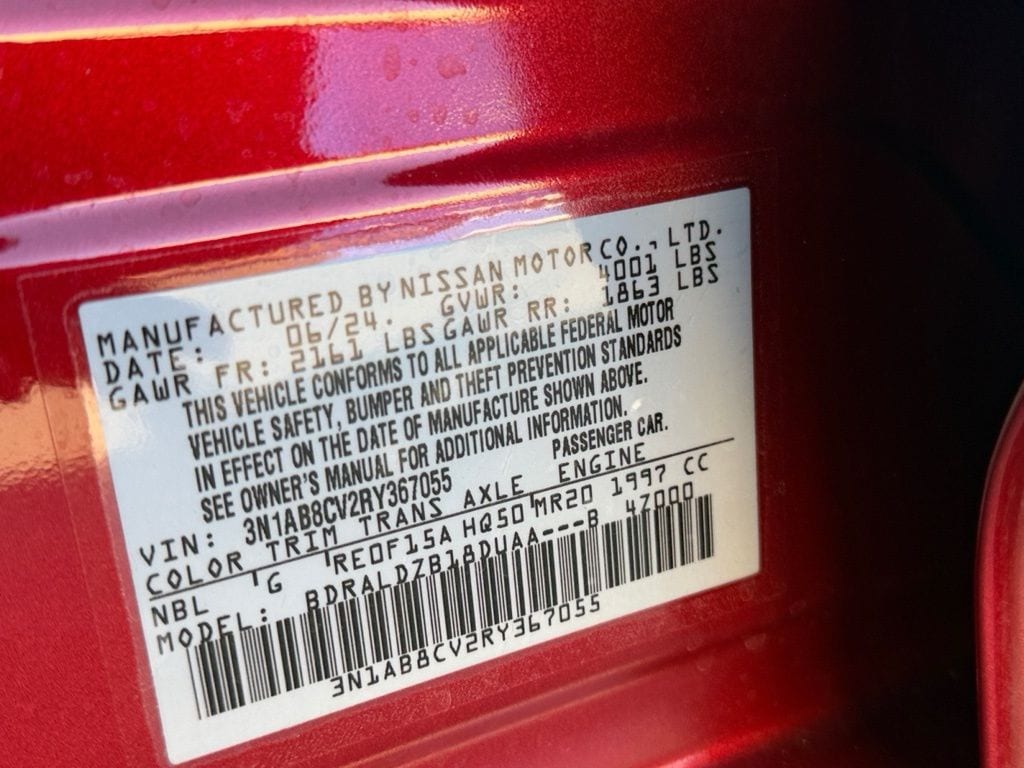 MANUFACTURED BY NISSAN MOTOR CO., LTD.
DATE: 06/24. GVWR: 4001 LBS
GAWR FR: 2161 LBS GAWR RR: 1863 LBS
THIS VEHICLE CONFORMS TO ALL APPLICABLE FEDERAL MOTOR
VEHICLE SAFETY, BUMPER AND THEFT PREVENTION STANDARDS
IN EFFECT ON THE DATE OF MANUFACTURE SHOWN ABOVE.
SEE OWNER'S MANUAL FOR ADDITIONAL INFORMATION.
VIN: 3N1AB8CV2RY367055 PASSENGER CAR.
COLOR TRIM TRANS AXLE ENGINE
NBL G RE0F15A HQ50 MR20 1997 CC
MODEL: BDRALDZB18DUAA---B 4Z000
3N1AB8CV2RY367055